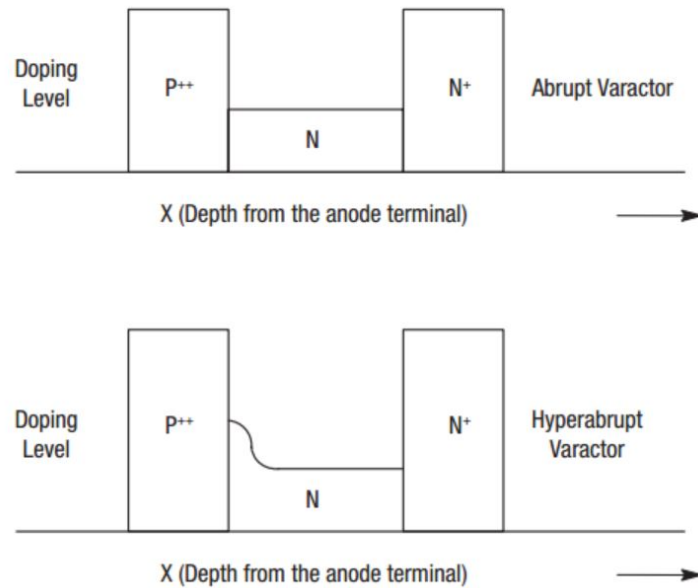 Doping
Level
P++
N
N+
Abrupt Varactor
X (Depth from the anode terminal)
Doping
Level
P++
N
N+
Hyperabrupt
Varactor
X (Depth from the anode terminal)